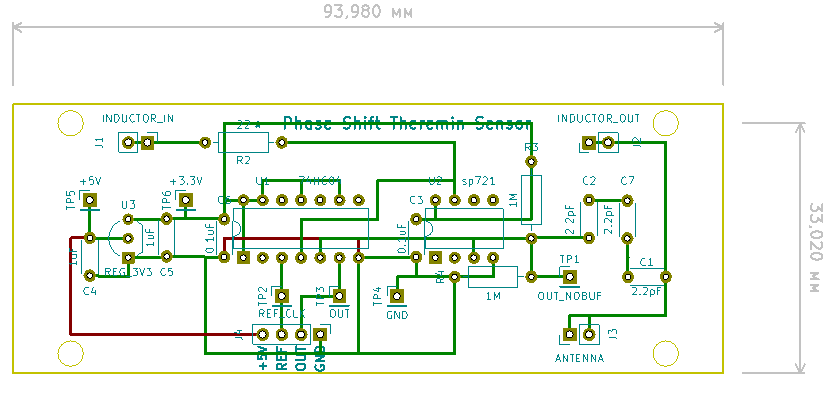 93,980 мм
INDUCTOR_IN
22 k
Phase Shift Theremin Sensor
INDUCTOR_OUT
J1
R2
R3
J2
+5V
+3.3V
U1
74HC04
U2
sp721
C2
C7
TP5
U3
TP6
C6
C3
1M
33,020 мм
1uF
0.1uF
0.1uF
2.2pF
2.2pF
1uF
REG_3V3
C5
R4
TP1
C1
C4
1M
OUT_NOBUF
2.2pF
TP2
TP3
TP4
REF_CLK
OUT
GND
J4
J3
+5V
REF
OUT
GND
ANTENNA